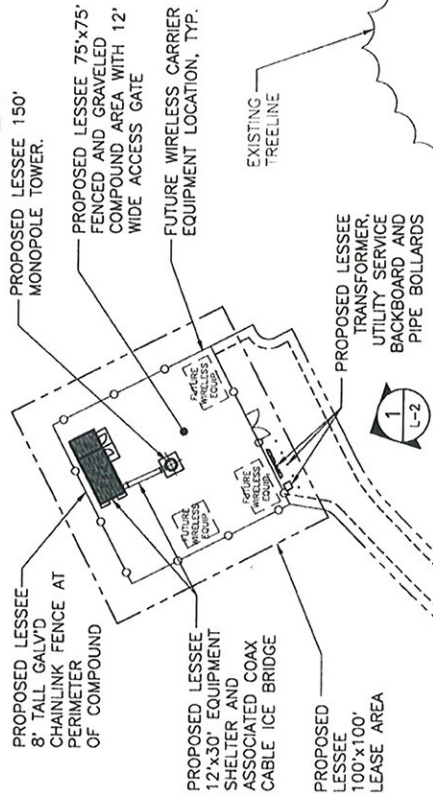 PROPOSED LESSEE
8' TALL GALV'D
CHAINLINK FENCE AT
PERIMETER
OF COMPOUND
PROPOSED LESSEE 150'
MONOPOLE TOWER.
PROPOSED LESSEE 75'x75'
FENCED AND GRAVELED
COMPOUND AREA WITH 12'
WIDE ACCESS GATE
FUTURE WIRELESS CARRIER
EQUIPMENT LOCATION, TYP.
EXISTING
TREELINE
FUTURE
WIRELESS
EQUIP.
FUTURE
WIRELESS
EQUIP.
FUTURE
WIRELESS
EQUIP.
PROPOSED LESSEE
12'x30' EQUIPMENT
SHELTER AND
ASSOCIATED COAX
CABLE ICE BRIDGE
PROPOSED
LESSEE
100'x100'
LEASE AREA
PROPOSED LESSEE
TRANSFORMER,
UTILITY SERVICE
BACKBOARD AND
PIPE BOLLARDS
1
L-2